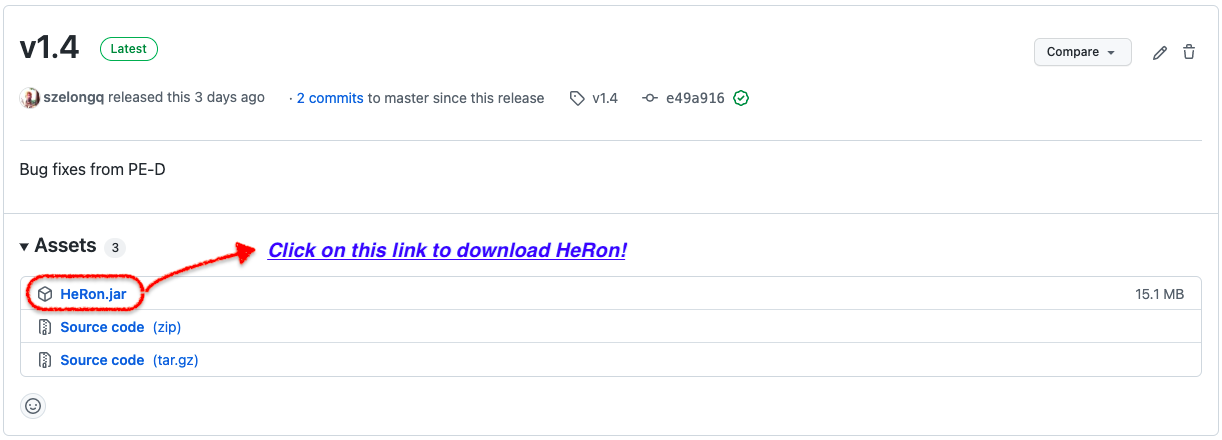 v1.4 Latest Compare
szelongq released this 3 days ago · 2 commits to master since this release v1.4 e49a916
Bug fixes from PE-D
Assets 3
Click on this link to download HeRon!
HeRon.jar 15.1 MB
Source code (zip)
Source code (tar.gz)